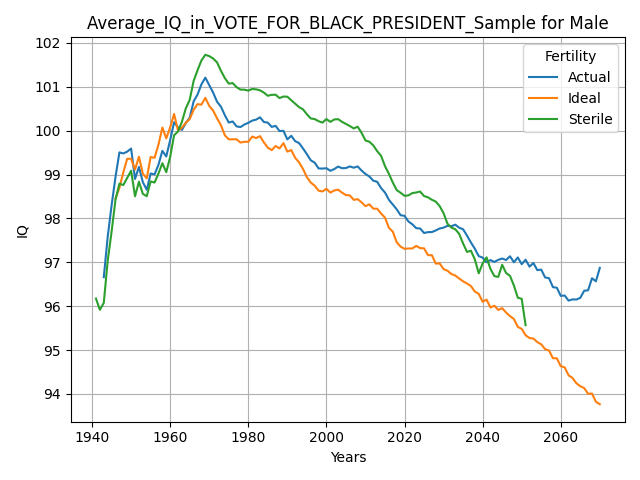 Average_IQ_in_VOTE_FOR_BLACK_PRESIDENT_Sample for Male
102
101
100
99
98
97
96
95
94
IQ
1940
1960
1980
2000
2020
2040
2060
Years
Fertility
Actual
Ideal
Sterile